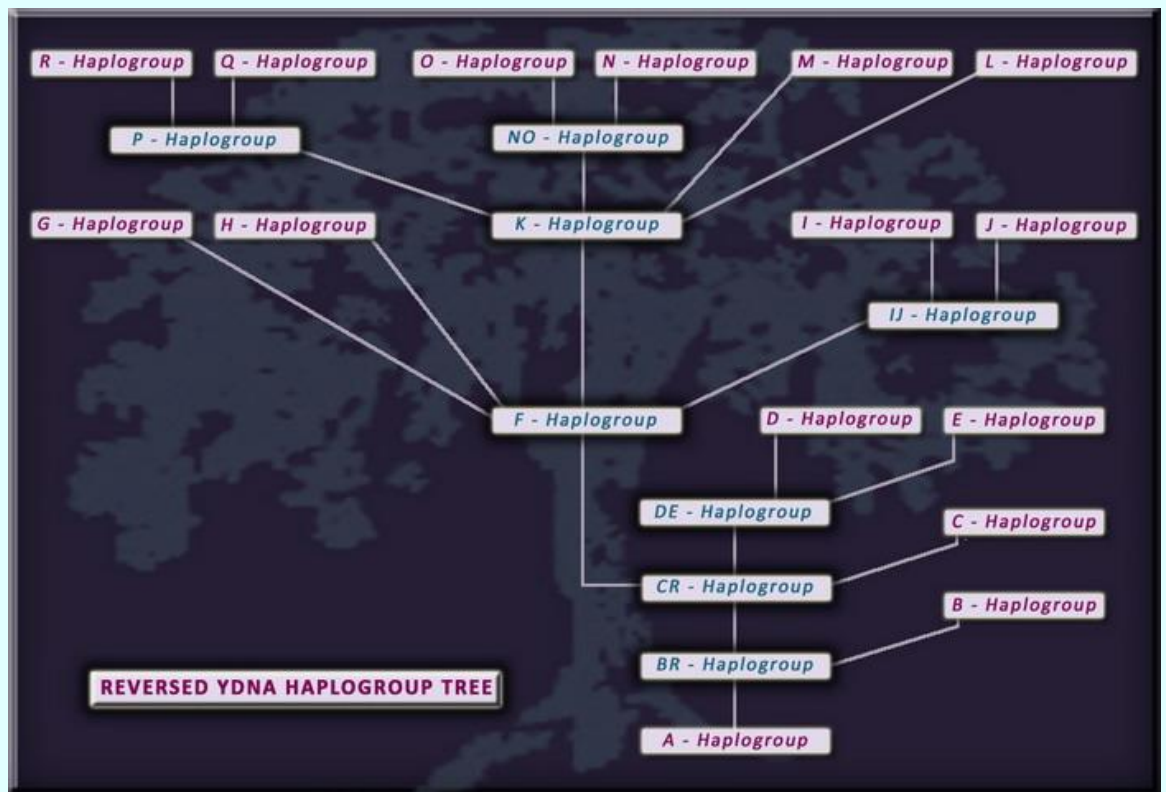 R - Haplogroup
Q - Haplogroup
O - Haplogroup
N - Haplogroup
M - Haplogroup
L - Haplogroup
P - Haplogroup
NO - Haplogroup
G - Haplogroup
H - Haplogroup
K - Haplogroup
I - Haplogroup
J - Haplogroup
IJ - Haplogroup
F - Haplogroup
D - Haplogroup
E - Haplogroup
DE - Haplogroup
C - Haplogroup
CR - Haplogroup
B - Haplogroup
BR - Haplogroup
REVERSED YDNA HAPLOGROUP TREE
A - Haplogroup